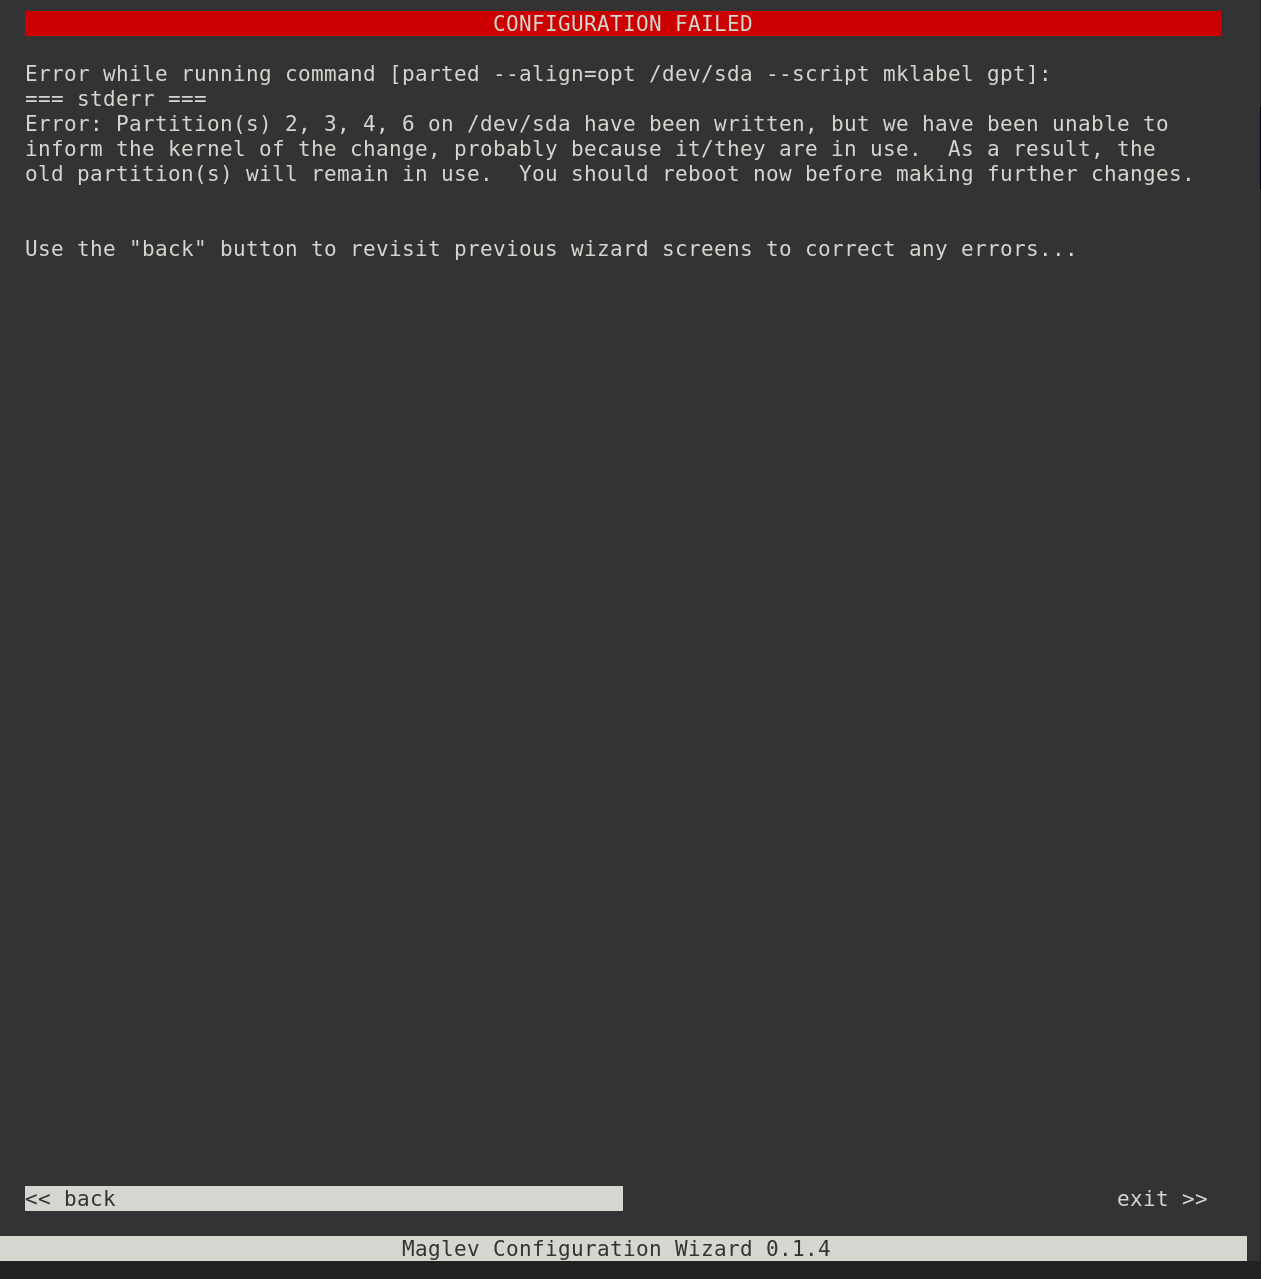 CONFIGURATION FAILED
Error while running command [parted --align=opt /dev/sda --script mklabel gpt]:
=== stderr ===
Error: Partition(s) 2, 3, 4, 6 on /dev/sda have been written, but we have been unable to
inform the kernel of the change, probably because it/they are in use.  As a result, the
old partition(s) will remain in use.  You should reboot now before making further changes.
Use the "back" button to revisit previous wizard screens to correct any errors...
<< back
exit >>
Maglev Configuration Wizard 0.1.4